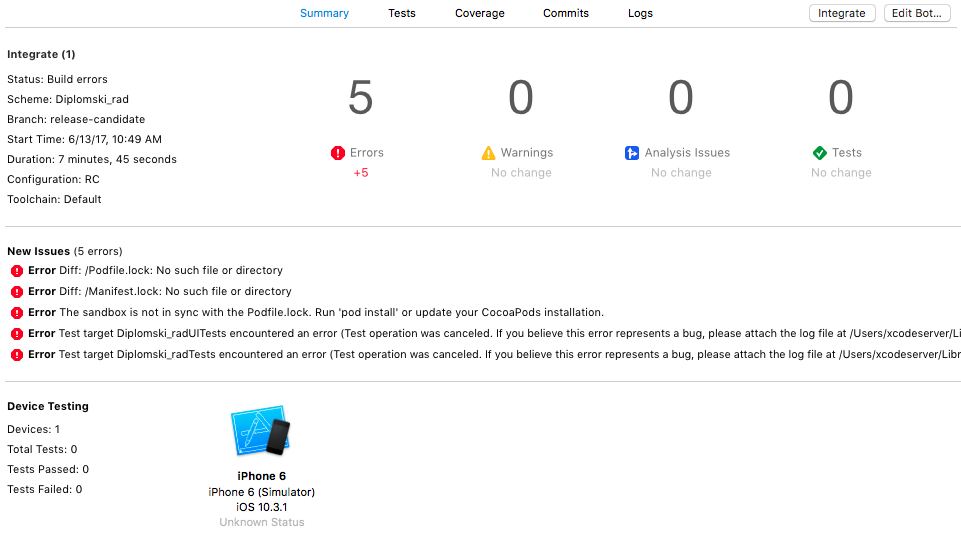 Summary Tests Coverage Commits Logs Integrate Edit Bot...
Integrate (1)
Status: Build errors
Scheme: Diplomski_rad
Branch: release-candidate
Start Time: 6/13/17, 10:49 AM
Duration: 7 minutes, 45 seconds
Configuration: RC
Toolchain: Default
5 0 0 0
Errors Warnings Analysis Issues Tests
+5 No change No change No change
New Issues (5 errors)
Error Diff: /Podfile.lock: No such file or directory
Error Diff: /Manifest.lock: No such file or directory
Error The sandbox is not in sync with the Podfile.lock. Run 'pod install' or update your CocoaPods installation.
Error Test target Diplomski_radUITests encountered an error (Test operation was canceled. If you believe this error represents a bug, please attach the log file at /Users/xcodeserver/Li
Error Test target Diplomski_radTests encountered an error (Test operation was canceled. If you believe this error represents a bug, please attach the log file at /Users/xcodeserver/Libr
Device Testing
Devices: 1
Total Tests: 0
Tests Passed: 0
Tests Failed: 0
iPhone 6
iPhone 6 (Simulator)
iOS 10.3.1
Unknown Status